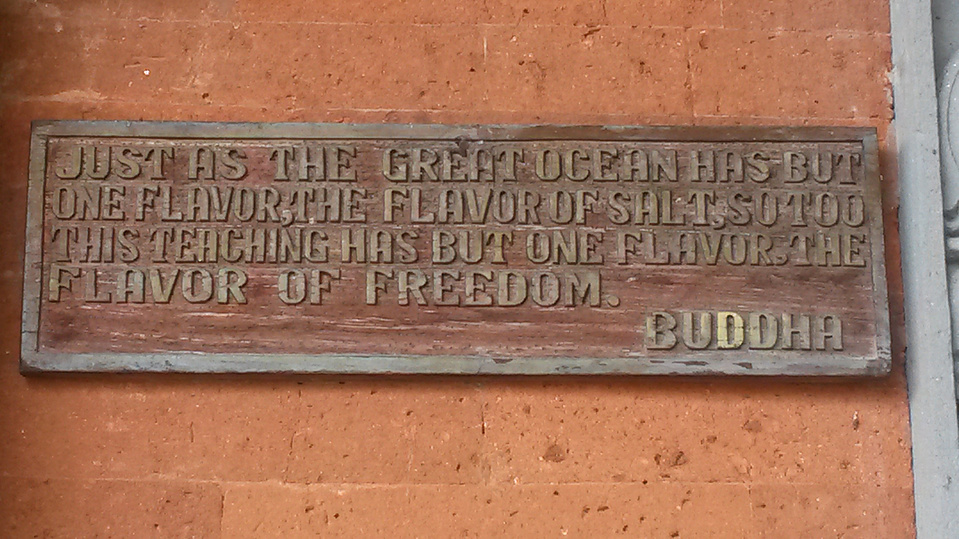 JUST AS THE GREAT OCEAN HAS BUT
ONE FLAVOR, THE FLAVOR OF SALT, SO TOO
THIS TEACHING HAS BUT ONE FLAVOR, THE
FLAVOR OF FREEDOM.
BUDDHA